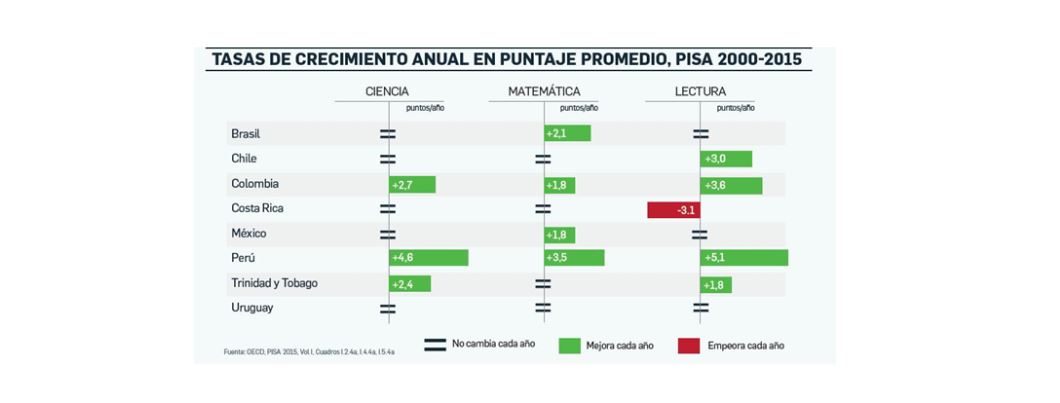 TASAS DE CRECIMIENTO ANUAL EN PUNTAJE PROMEDIO, PISA 2000-2015
CIENCIA MATEMÁTICA LECTURA
puntos/año puntos/año puntos/año
Brasil = +2,1 =
Chile = = +3,0
Colombia +2,7 +1,8 +3,6
Costa Rica = = -3.1
México = +1,8 =
Perú +4,6 +3,5 +5,1
Trinidad y Tobago +2,4 = +1,8
Uruguay = = =
Fuente: OECD, PISA 2015, Vol.I, Cuadros I.2.4a, I.4.4a, I.5.4a
= No cambia cada año Mejora cada año Empeora cada año